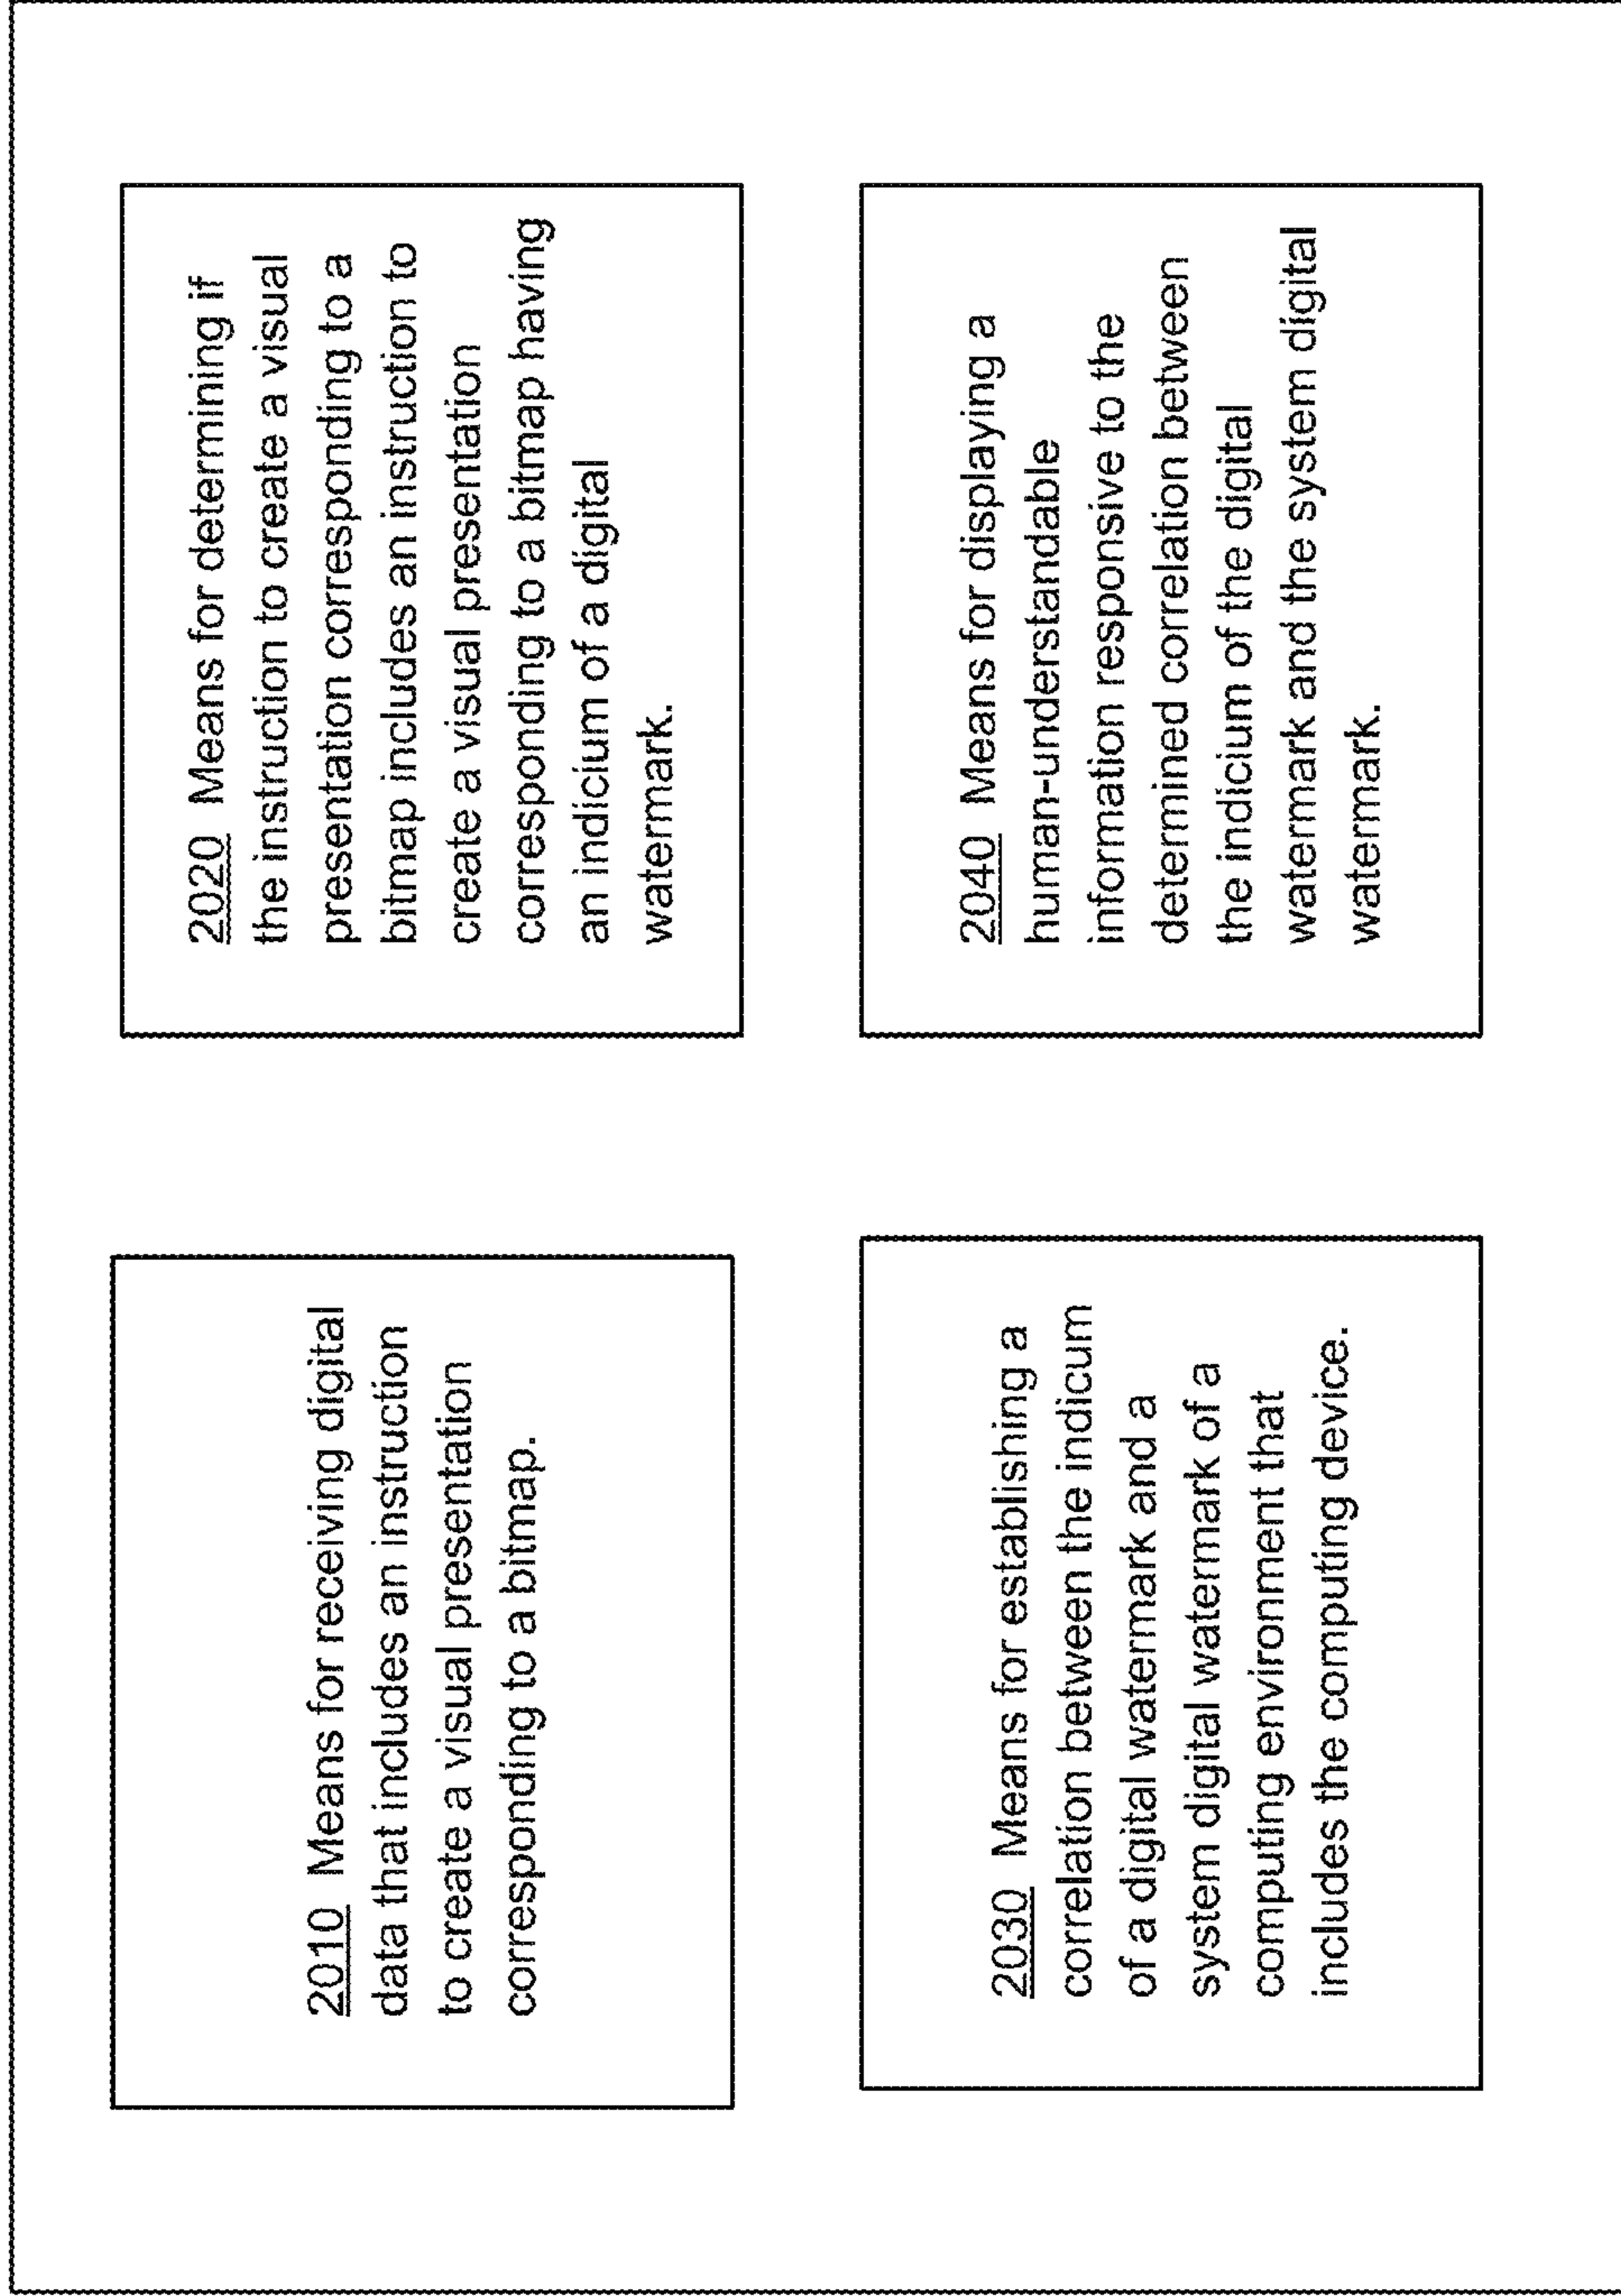 2010 Means for receiving digital
data that includes an instruction
to create a visual presentation
corresponding to a bitmap.
2020 Means for determining if
the instruction to create a visual
presentation corresponding to a
bitmap includes an instruction to
create a visual presentation
corresponding to a bitmap having
an indicium of a digital
watermark.
2030 Means for establishing a
correlation between the indicum
of a digital watermark and a
system digital watermark of a
computing environment that
includes the computing device.
2040 Means for displaying a
human-understandable
information responsive to the
determined correlation between
the indicium of the digital
watermark and the system digital
watermark.